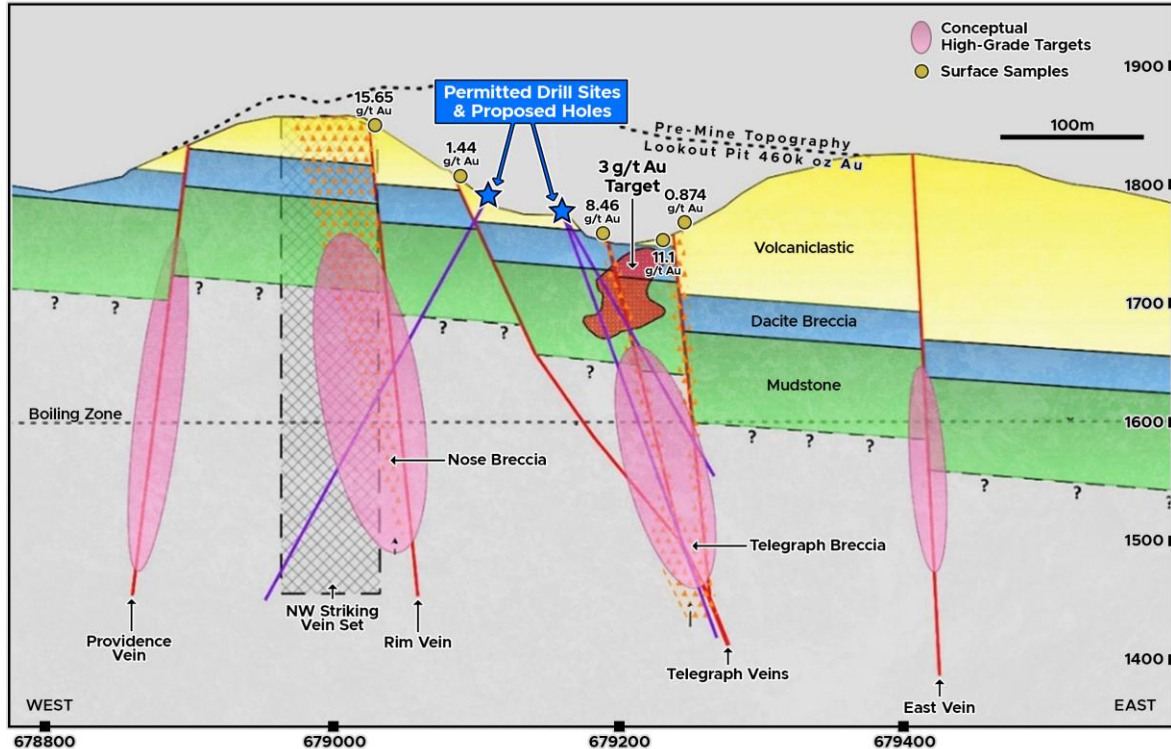 Conceptual
High-Grade Targets
Surface Samples
1900
100m
Permitted Drill Sites
& Proposed Holes
15.65
g/t Au
Pre-Mine Topography
Lookout Pit 460k oz Au
1.44
g/t Au
3 g/t Au
Target
0.874
g/t Au
1800
8.46
g/t Au
11.1
g/t Au
Volcaniclastic
?
?
?
?
1700
?
?
Dacite Breccia
?
Mudstone
Boiling Zone
1600
?
?
?
Nose Breccia
?
?
?
1500
Telegraph Breccia
NW Striking
Vein Set
Providence
Vein
Rim Vein
1400
Telegraph Veins
East Vein
WEST
EAST
678800
679000
679200
679400